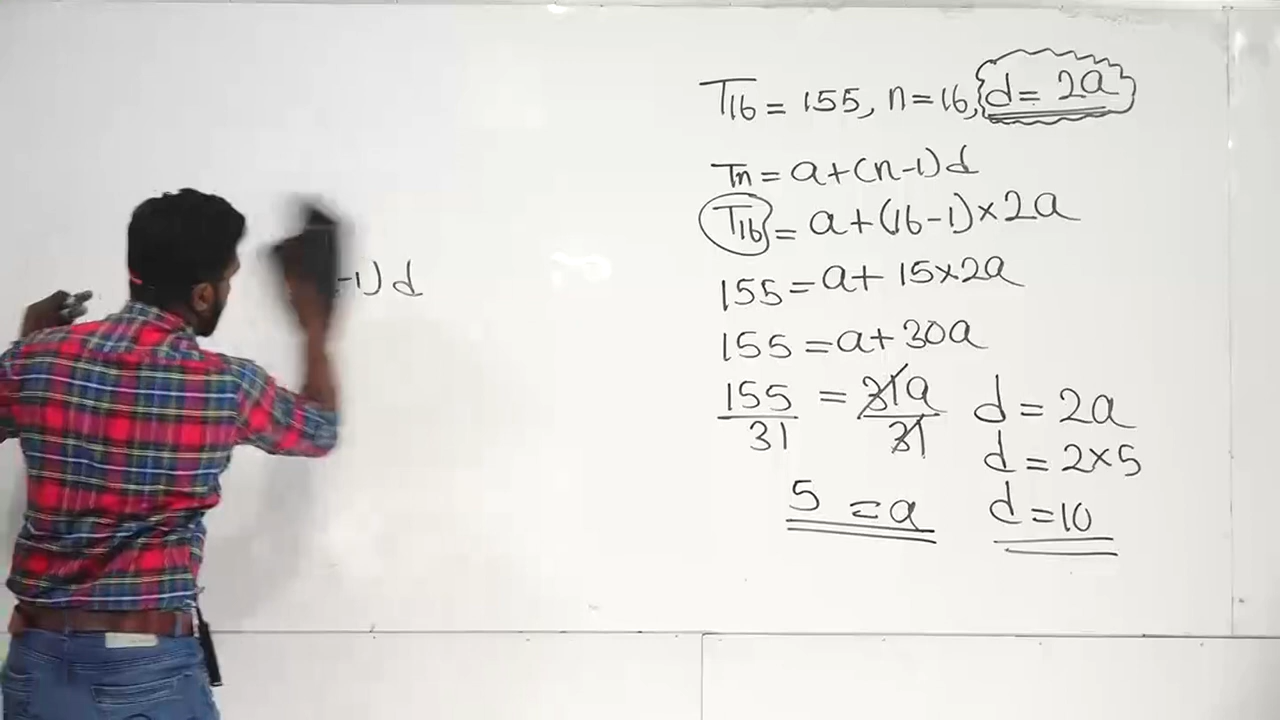 T16 = 155, n=16, d= 2a
Tn = a+(n-1)d
T16 = a+(16-1)×2a
155=a+ 15×2a
155 =a+30a
155/31 = 31a/31
5 =a
d= 2a
d=2×5
d=10
-1) d